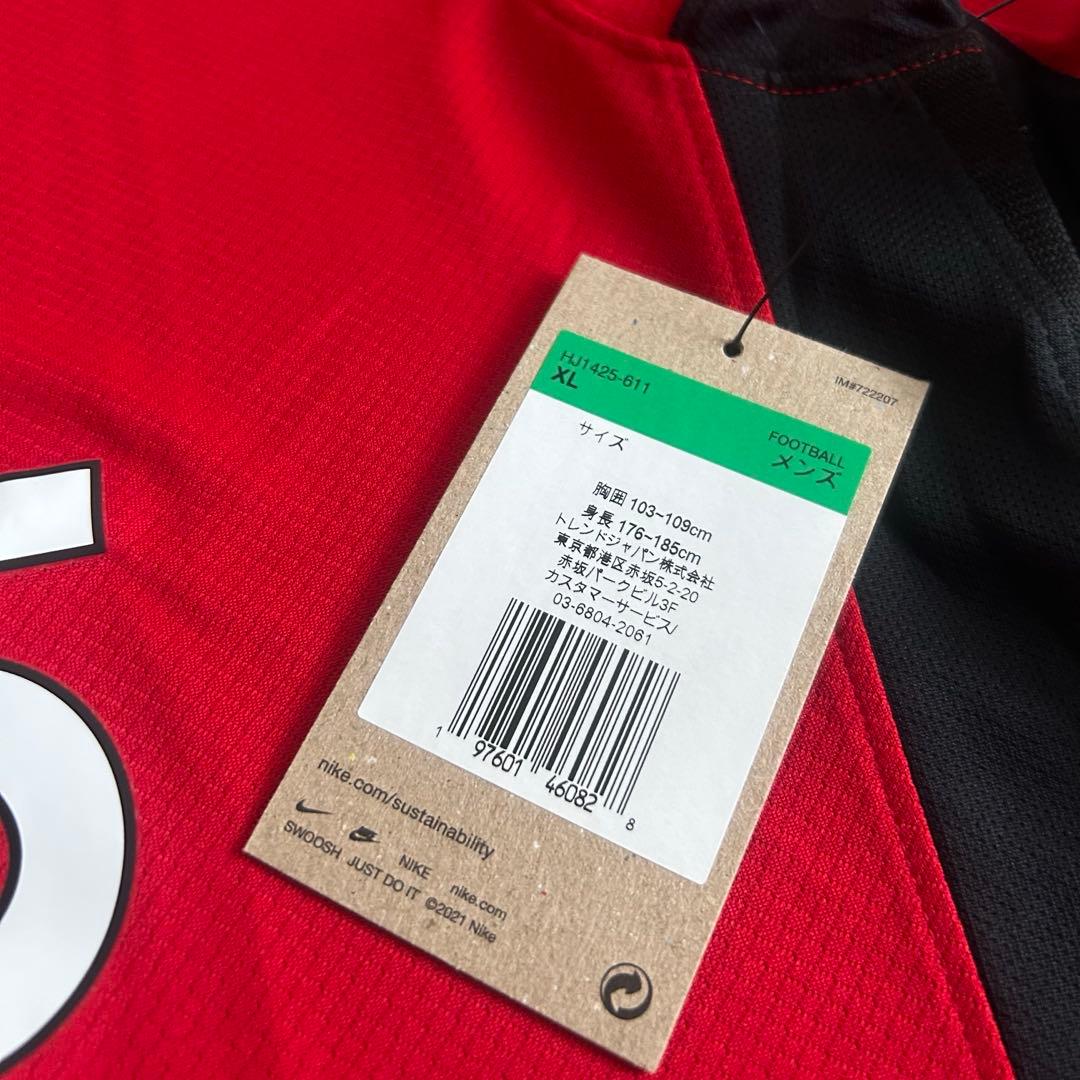 HJ1425-611
XL
IM#722207
FOOTBALL
メンズ
サイズ
胸囲 103-109cm
身長 176-185cm
トレンドジャパン株式会社
東京都港区赤坂5-2-20
赤坂パークビル3F
カスタマーサービス/
03-6804-2061
1 97601 46082 8
nike.com/sustainability
SWOOSH JUST DO IT NIKE nike.com
©2021 Nike